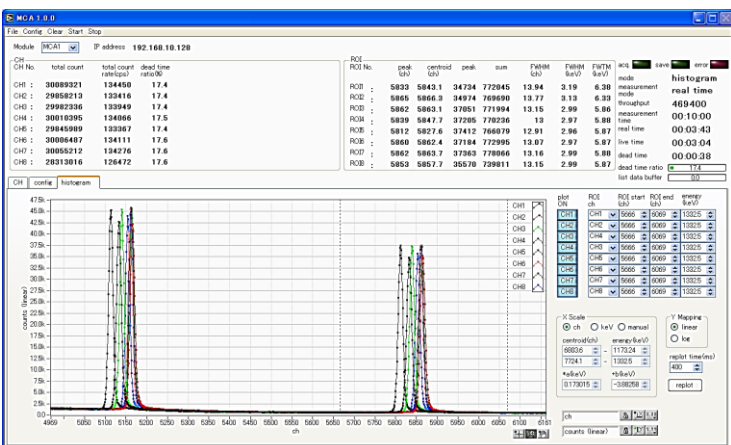 MCA 1.0.0
File Config Clear Start Stop
Module MCA1 IP address 192.168.10.128
CH
CH No. total count total count rate(cps) dead time ratio(%)
CH1 : 30089321 134450 17.4
CH2 : 29858213 133416 17.4
CH3 : 29982336 133949 17.4
CH4 : 30010395 134066 17.5
CH5 : 29845989 133367 17.4
CH6 : 30006487 134111 17.6
CH7 : 30055212 134276 17.6
CH8 : 28313016 126472 17.6
ROI
ROI No. peak (ch) centroid (ch) peak sum FWHM (ch) FWHM (keV) FWTM (keV)
ROI1 : 5833 5843.1 34734 772045 13.94 3.19 6.38
ROI2 : 5865 5866.3 34974 769690 13.77 3.13 6.33
ROI3 : 5862 5863.1 37051 771994 13.15 2.99 5.86
ROI4 : 5839 5847.7 37205 770236 13 2.97 5.88
ROI5 : 5812 5827.6 37412 766079 12.91 2.96 5.87
ROI6 : 5860 5862.4 37184 772995 13.07 2.97 5.87
ROI7 : 5862 5863.7 37363 778066 13.16 2.99 5.88
ROI8 : 5853 5857.7 35570 739811 13.15 2.99 5.87
acq. save error
mode histogram
measurement mode real time
throughput 469400
measurement time 00:10:00
real time 00:03:43
live time 00:03:04
dead time 00:00:38
dead time ratio 17.4
list data buffer 0.0
CH config histogram
47.5k
45.0k
42.5k
40.0k
37.5k
35.0k
32.5k
30.0k
27.5k
25.0k
22.5k
20.0k
17.5k
15.0k
12.5k
10.0k
7.5k
5.0k
2.5k
0.0
counts (linear)
4969 5050 5100 5150 5200 5250 5300 5350 5400 5450 5500 5550 5600 5650 5700 5750 5800 5850 5900 5950 6000 6050 6100 6161
ch
CH1
CH2
CH3
CH4
CH5
CH6
CH7
CH8
plot ON ROI ch ROI start (ch) ROI end (ch) energy (keV)
CH1 CH1 5666 6069 1332.5
CH2 CH2 5666 6069 1332.5
CH3 CH3 5666 6069 1332.5
CH4 CH4 5666 6069 1332.5
CH5 CH5 5666 6069 1332.5
CH6 CH6 5666 6069 1332.5
CH7 CH7 5666 6069 1332.5
CH8 CH8 5666 6069 1332.5
X Scale
ch keV manual
centroid(ch) energy(keV)
6883.6 - 1173.24
7724.1 - 1332.5
*a(keV) +b(keV)
0.173015 -3.88258
Y Mapping
linear
log
replot time(ms)
400
replot
ch
counts (linear)